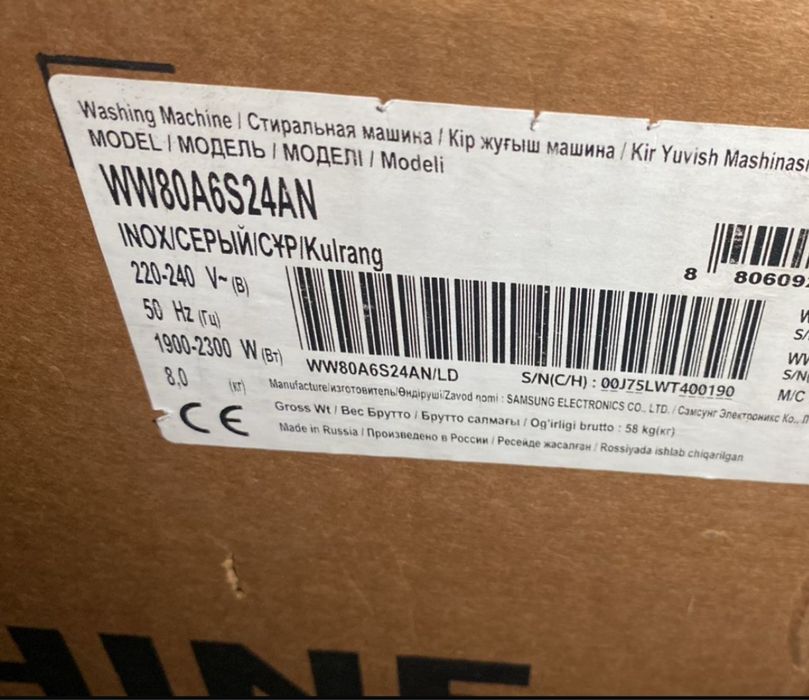 Washing Machine / Стиральная машина / Кір жуғыш машина / Kir Yuvish Mashinasi
MODEL / МОДЕЛЬ / МОДЕЛІ / Modeli
WW80A6S24AN
INOX/СЕРЫЙ/СҰР/Kulrang
220-240 V~ (В)
50 Hz (Гц)
1900-2300 W (Вт)
8,0 (кг)
8 806092
WW80A6S24AN/LD
S/N(C/H) : 00J75LWT400190
S/N
M/C
Manufacture/изготовитель/Өндіруші/Zavod nomi : SAMSUNG ELECTRONICS CO., LTD. / Самсунг Электроникс Ко.,
Gross Wt / Вес Брутто / Брутто салмағы / Og'irligi brutto : 58 kg(кг)
Made in Russia / Произведено в России / Ресейде жасалған / Rossiyada ishlab chiqarilgan
CE
HINE